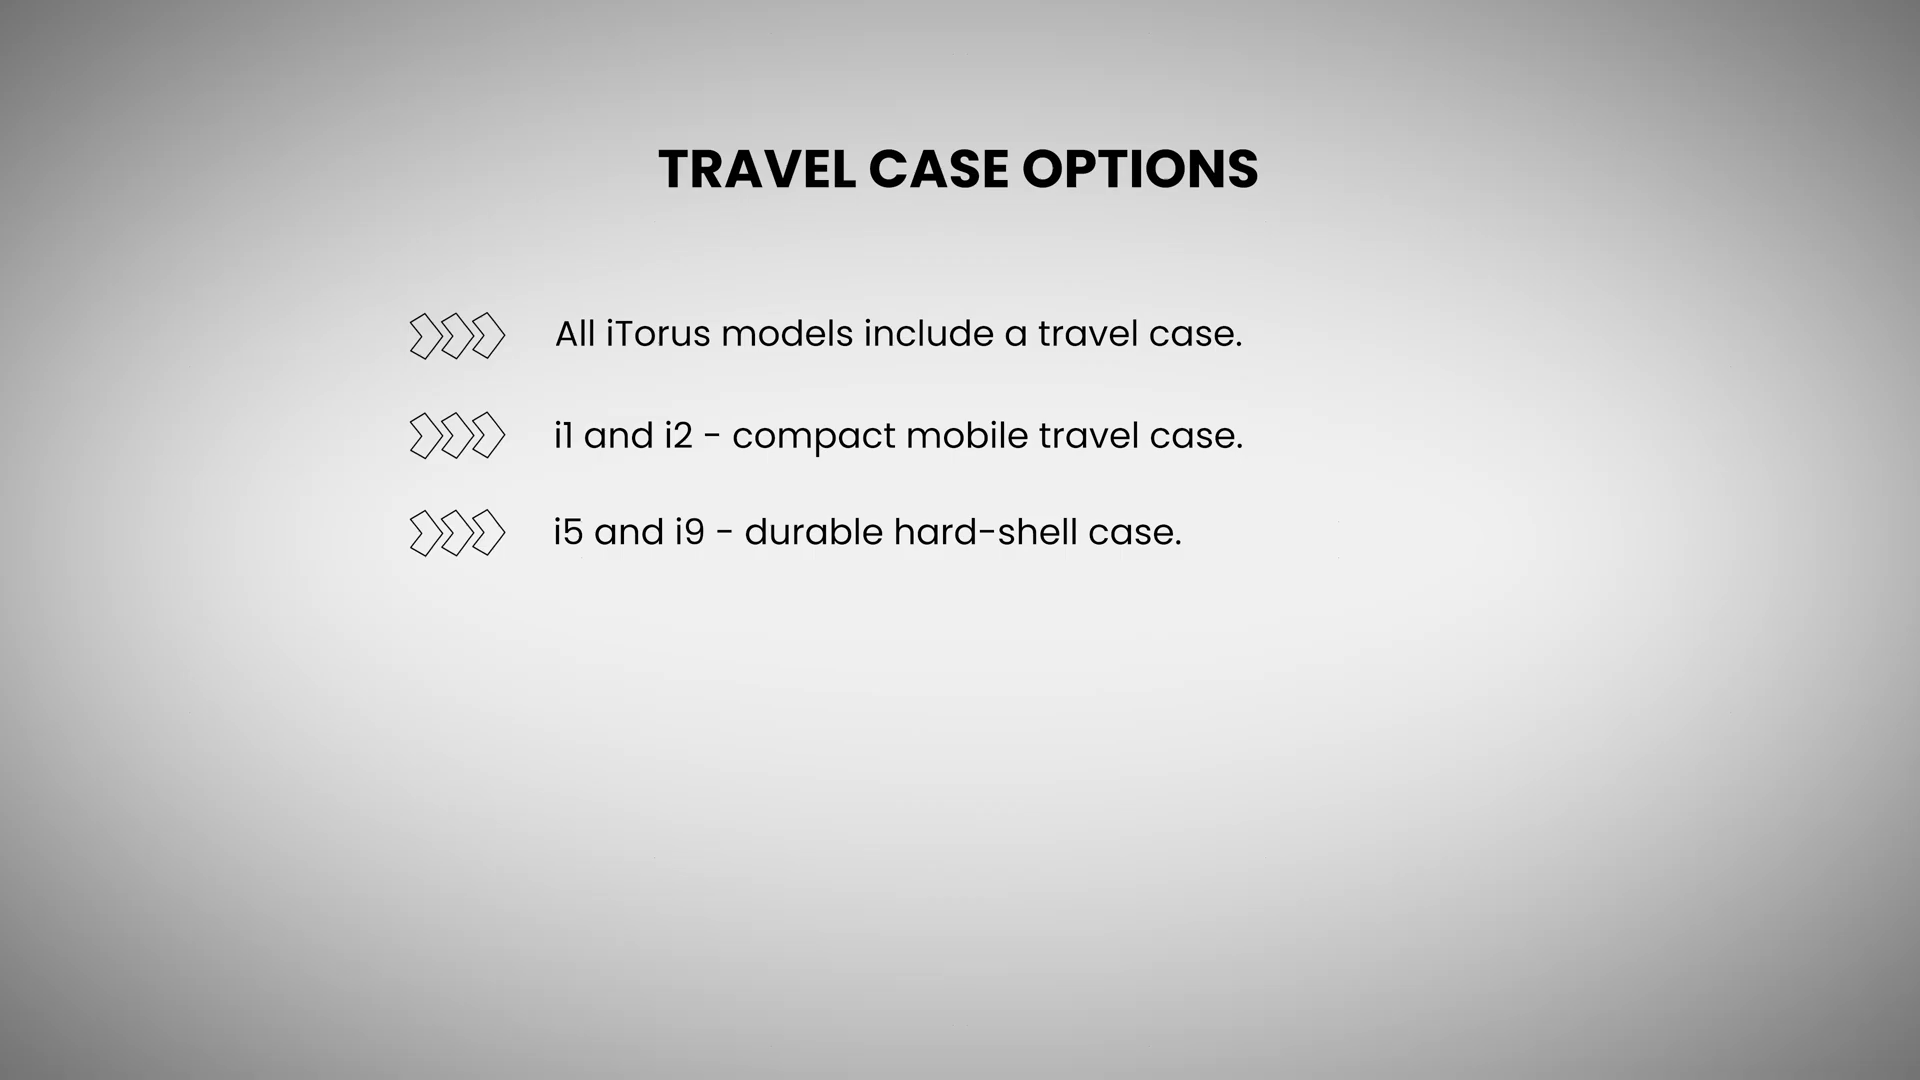 TRAVEL CASE OPTIONS
All iTorus models include a travel case.
i1 and i2 - compact mobile travel case.
i5 and i9 - durable hard-shell case.